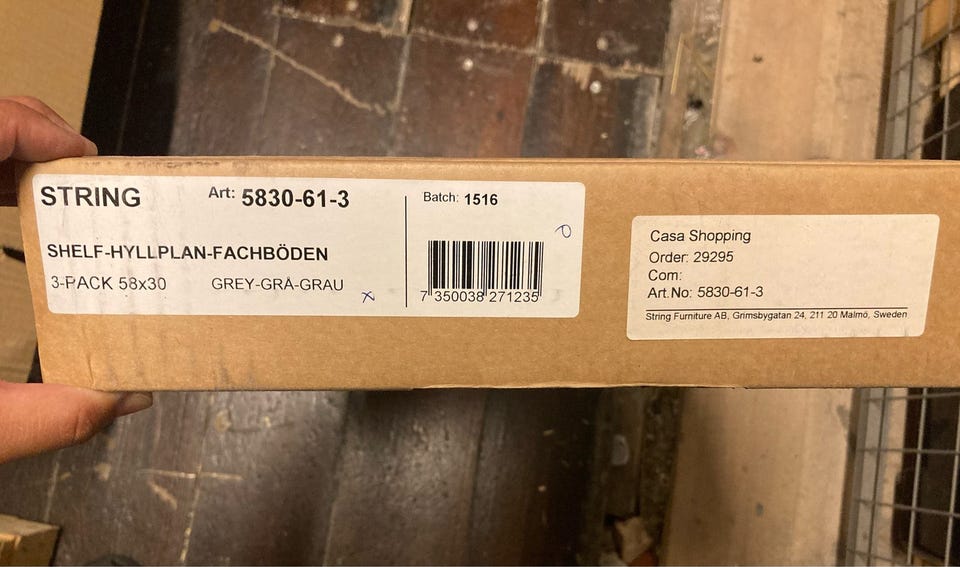 STRING Art: 5830-61-3
SHELF-HYLLPLAN-FACHBÖDEN
3-PACK 58x30 GREY-GRÅ-GRAU
Batch: 1516
7 350038 271235
Casa Shopping
Order: 29295
Com:
Art.No: 5830-61-3
String Furniture AB, Grimsbygatan 24, 211 20 Malmö, Sweden